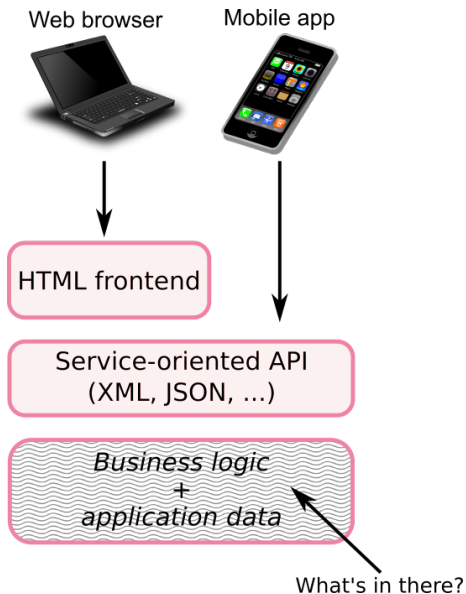 Web browser
Mobile app
HTML frontend
Service-oriented API
(XML, JSON, ...)
Business logic
+
application data
What's in there?